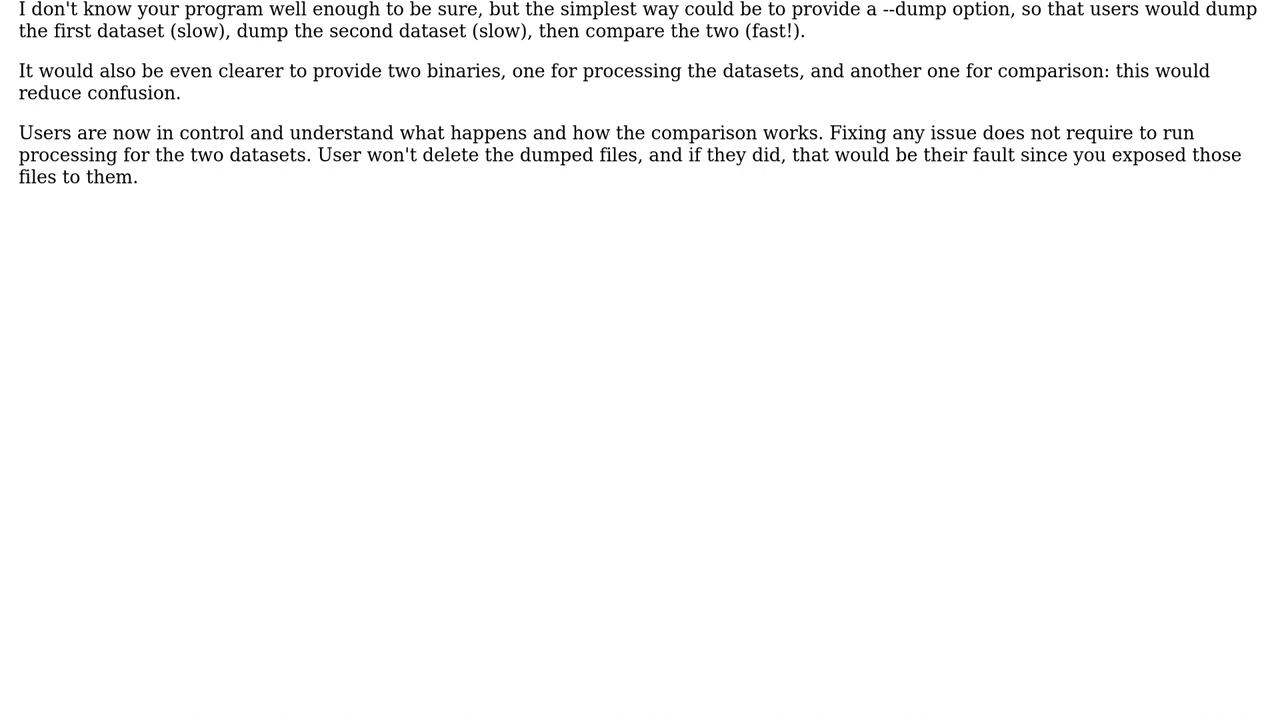 I don't know your program well enough to be sure, but the simplest way could be to provide a --dump option, so that users would dump
the first dataset (slow), dump the second dataset (slow), then compare the two (fast!).
It would also be even clearer to provide two binaries, one for processing the datasets, and another one for comparison: this would
reduce confusion.
Users are now in control and understand what happens and how the comparison works. Fixing any issue does not require to run
processing for the two datasets. User won't delete the dumped files, and if they did, that would be their fault since you exposed those
files to them.